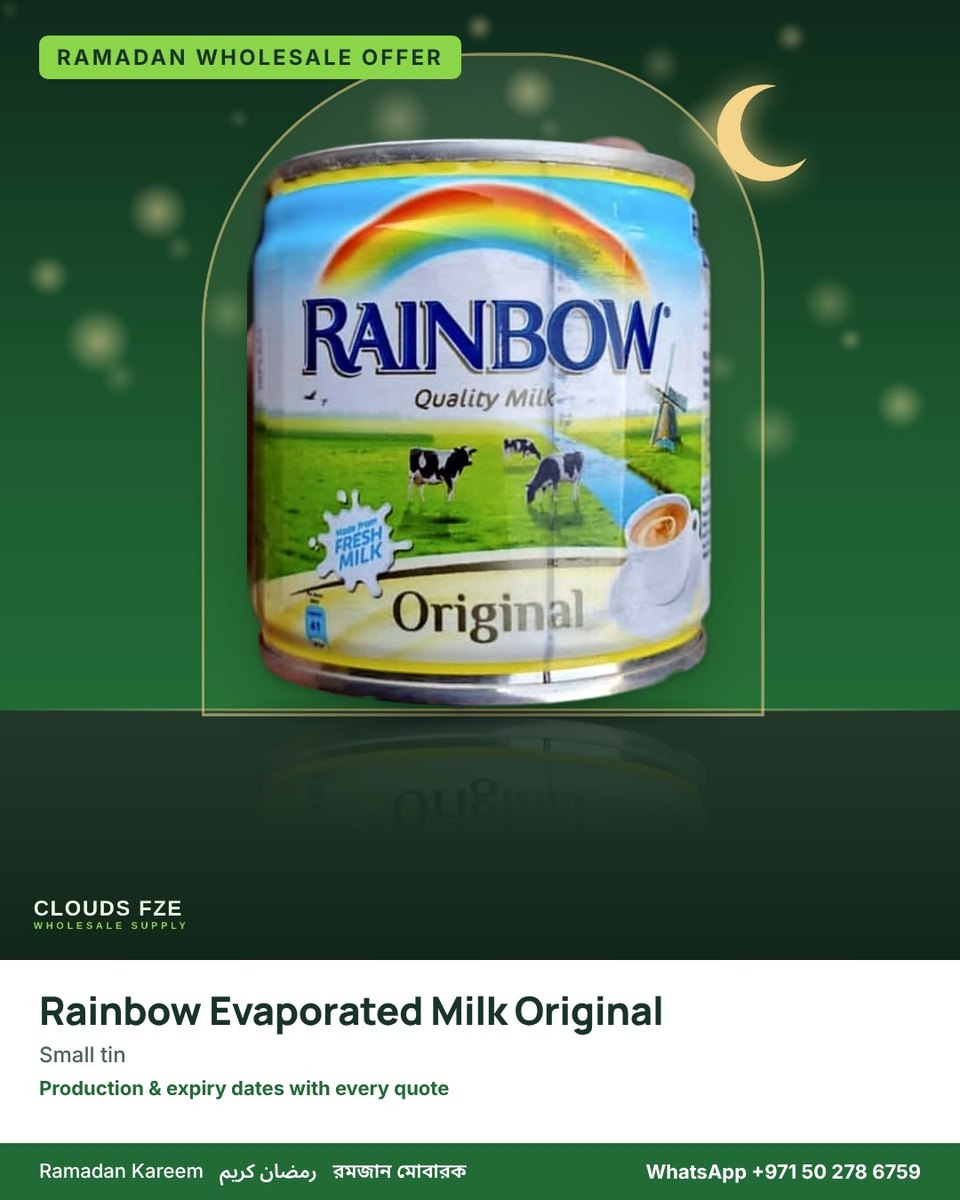 RAMADAN WHOLESALE OFFER
RAINBOW
Quality Milk
Made from
FRESH
MILK
41
Original
CLOUDS FZE
WHOLESALE SUPPLY
Rainbow Evaporated Milk Original
Small tin
Production & expiry dates with every quote
Ramadan Kareem رمضان كريم রমজান মোবারক WhatsApp +971 50 278 6759